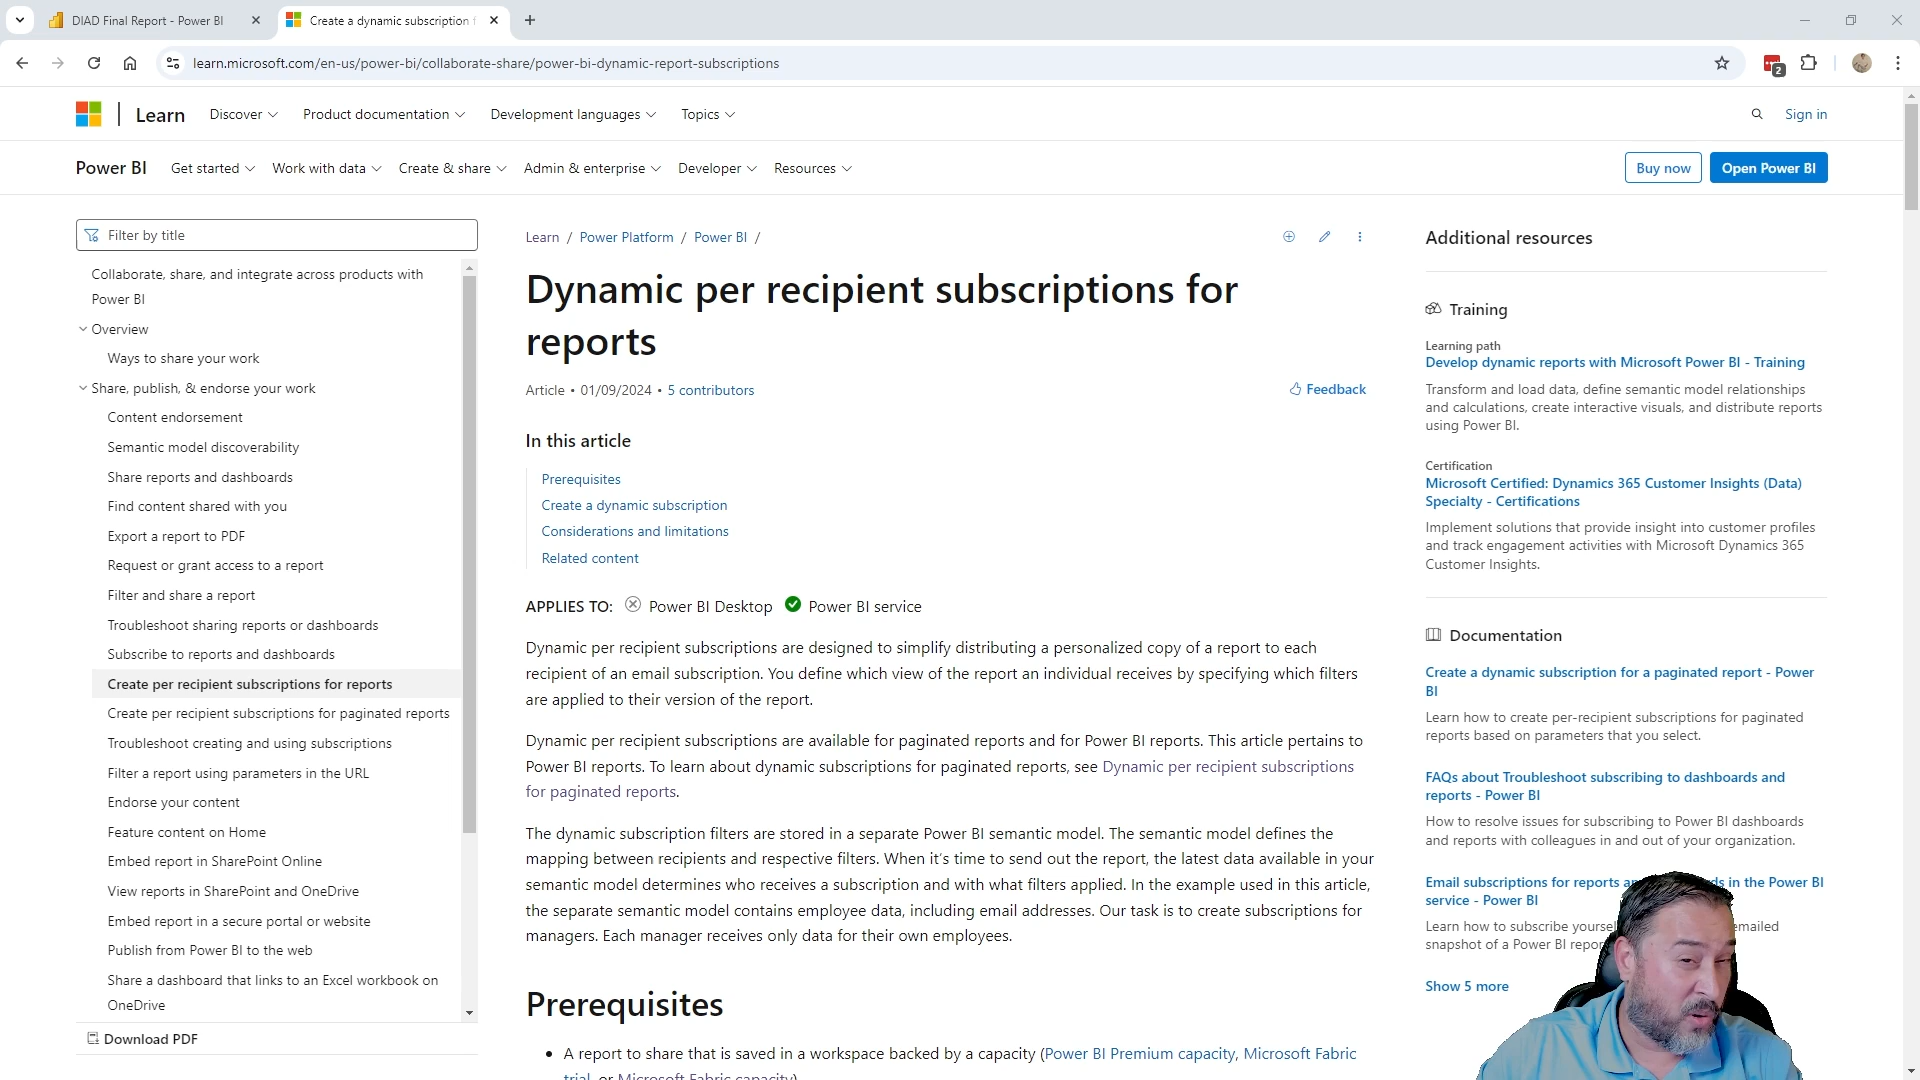 DIAD Final Report - Power BI
Create a dynamic subscription f
learn.microsoft.com/en-us/power-bi/collaborate-share/power-bi-dynamic-report-subscriptions
2
Learn
Discover
Product documentation
Development languages
Topics
Sign in
Power BI
Get started
Work with data
Create & share
Admin & enterprise
Developer
Resources
Buy now
Open Power BI
Filter by title
Collaborate, share, and integrate across products with
Power BI
Overview
Ways to share your work
Share, publish, & endorse your work
Content endorsement
Semantic model discoverability
Share reports and dashboards
Find content shared with you
Export a report to PDF
Request or grant access to a report
Filter and share a report
Troubleshoot sharing reports or dashboards
Subscribe to reports and dashboards
Create per recipient subscriptions for reports
Create per recipient subscriptions for paginated reports
Troubleshoot creating and using subscriptions
Filter a report using parameters in the URL
Endorse your content
Feature content on Home
Embed report in SharePoint Online
View reports in SharePoint and OneDrive
Embed report in a secure portal or website
Publish from Power BI to the web
Share a dashboard that links to an Excel workbook on
OneDrive
Download PDF
Learn / Power Platform / Power BI /
Dynamic per recipient subscriptions for
reports
Article • 01/09/2024 • 5 contributors
Feedback
In this article
Prerequisites
Create a dynamic subscription
Considerations and limitations
Related content
APPLIES TO: Power BI Desktop Power BI service
Dynamic per recipient subscriptions are designed to simplify distributing a personalized copy of a report to each
recipient of an email subscription. You define which view of the report an individual receives by specifying which filters
are applied to their version of the report.
Dynamic per recipient subscriptions are available for paginated reports and for Power BI reports. This article pertains to
Power BI reports. To learn about dynamic subscriptions for paginated reports, see Dynamic per recipient subscriptions
for paginated reports.
The dynamic subscription filters are stored in a separate Power BI semantic model. The semantic model defines the
mapping between recipients and respective filters. When it's time to send out the report, the latest data available in your
semantic model determines who receives a subscription and with what filters applied. In the example used in this article,
the separate semantic model contains employee data, including email addresses. Our task is to create subscriptions for
managers. Each manager receives only data for their own employees.
Prerequisites
• A report to share that is saved in a workspace backed by a capacity (Power BI Premium capacity, Microsoft Fabric
trial, or Microsoft Fabric capacity)
Additional resources
Training
Learning path
Develop dynamic reports with Microsoft Power BI - Training
Transform and load data, define semantic model relationships
and calculations, create interactive visuals, and distribute reports
using Power BI.
Certification
Microsoft Certified: Dynamics 365 Customer Insights (Data)
Specialty - Certifications
Implement solutions that provide insight into customer profiles
and track engagement activities with Microsoft Dynamics 365
Customer Insights.
Documentation
Create a dynamic subscription for a paginated report - Power
BI
Learn how to create per-recipient subscriptions for paginated
reports based on parameters that you select.
FAQs about Troubleshoot subscribing to dashboards and
reports - Power BI
How to resolve issues for subscribing to Power BI dashboards
and reports with colleagues in and out of your organization.
Email subscriptions for reports in the Power BI
service - Power BI
Learn how to subscribe emailed
snapshot of a Power BI
Show 5 more